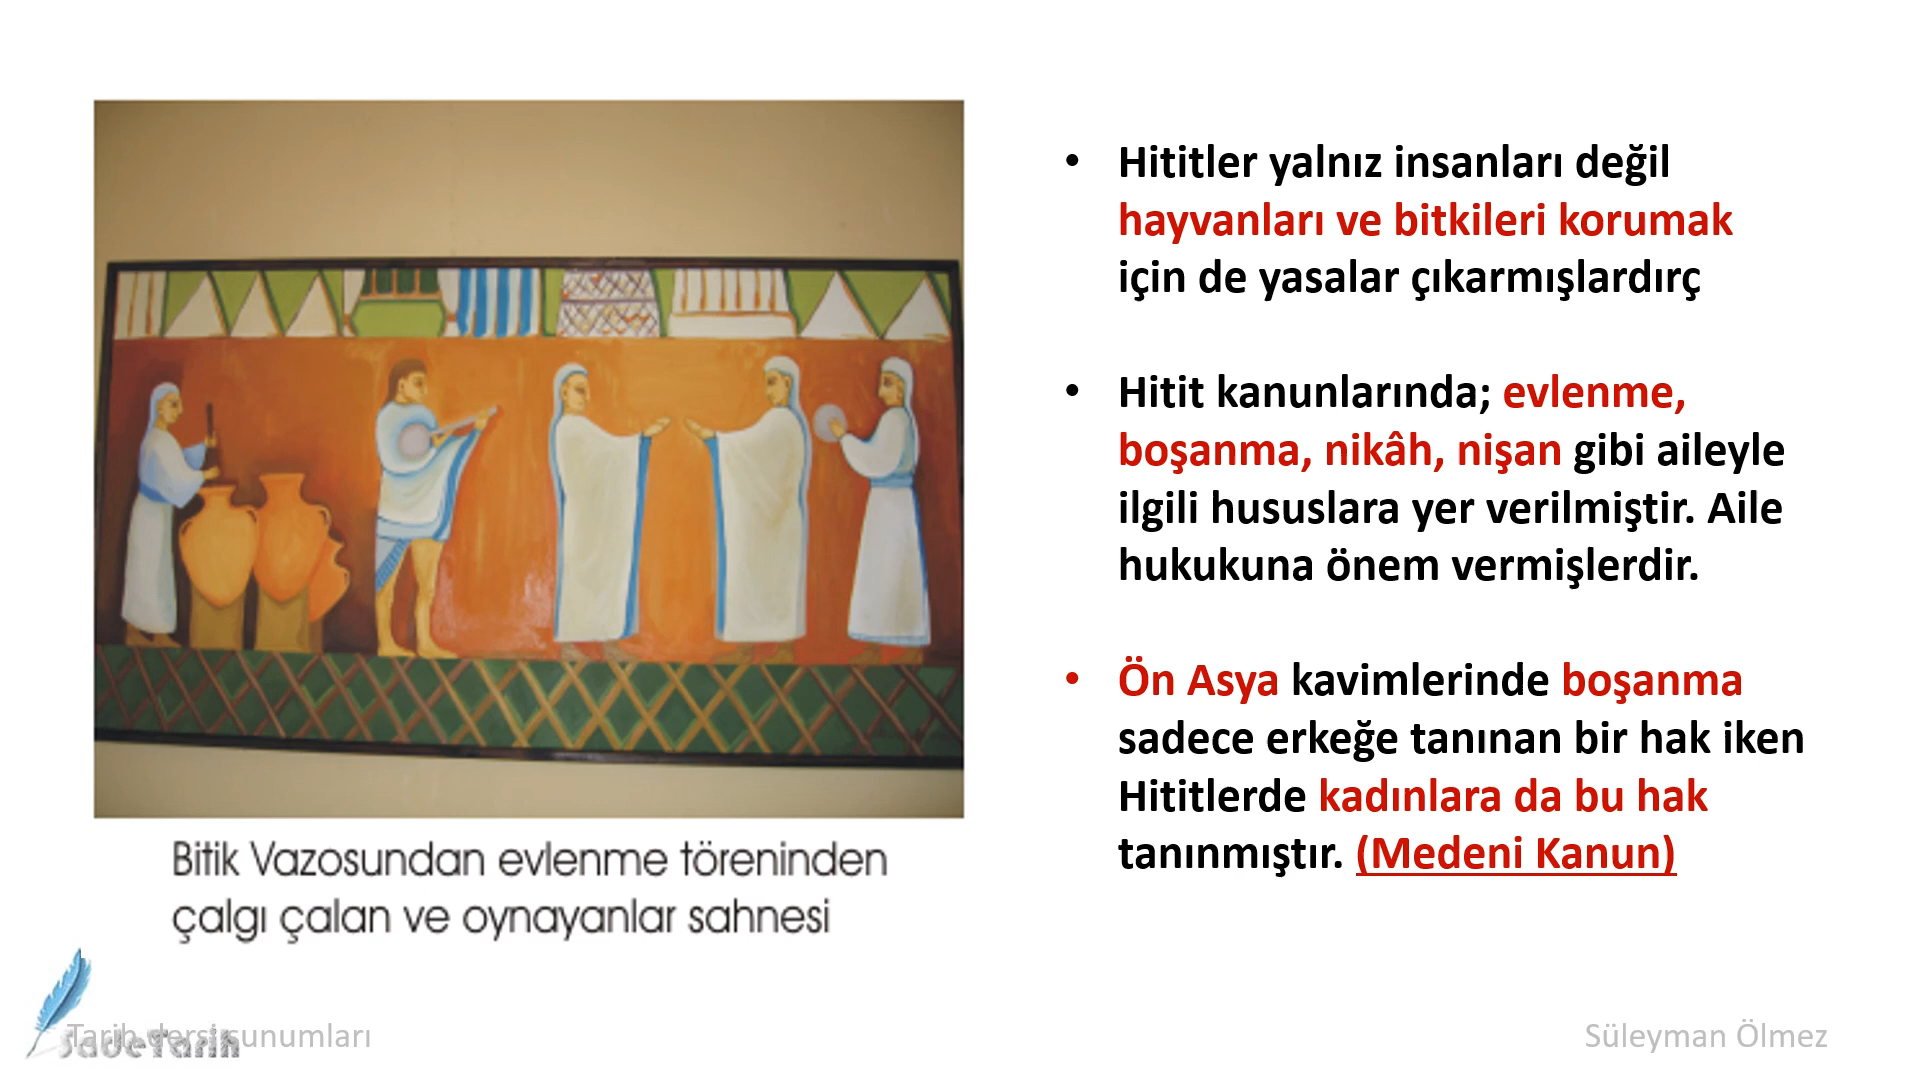 • Hititler yalnız insanları değil
hayvanları ve bitkileri korumak
için de yasalar çıkarmışlardırç
• Hitit kanunlarında; evlenme,
boşanma, nikâh, nişan gibi aileyle
ilgili hususlara yer verilmiştir. Aile
hukukuna önem vermişlerdir.
• Ön Asya kavimlerinde boşanma
sadece erkeğe tanınan bir hak iken
Hititlerde kadınlara da bu hak
tanınmıştır. (Medeni Kanun)
Bitik Vazosundan evlenme töreninden
çalgı çalan ve oynayanlar sahnesi
Tarih dersi sunumları
SadeTarih
Süleyman Ölmez